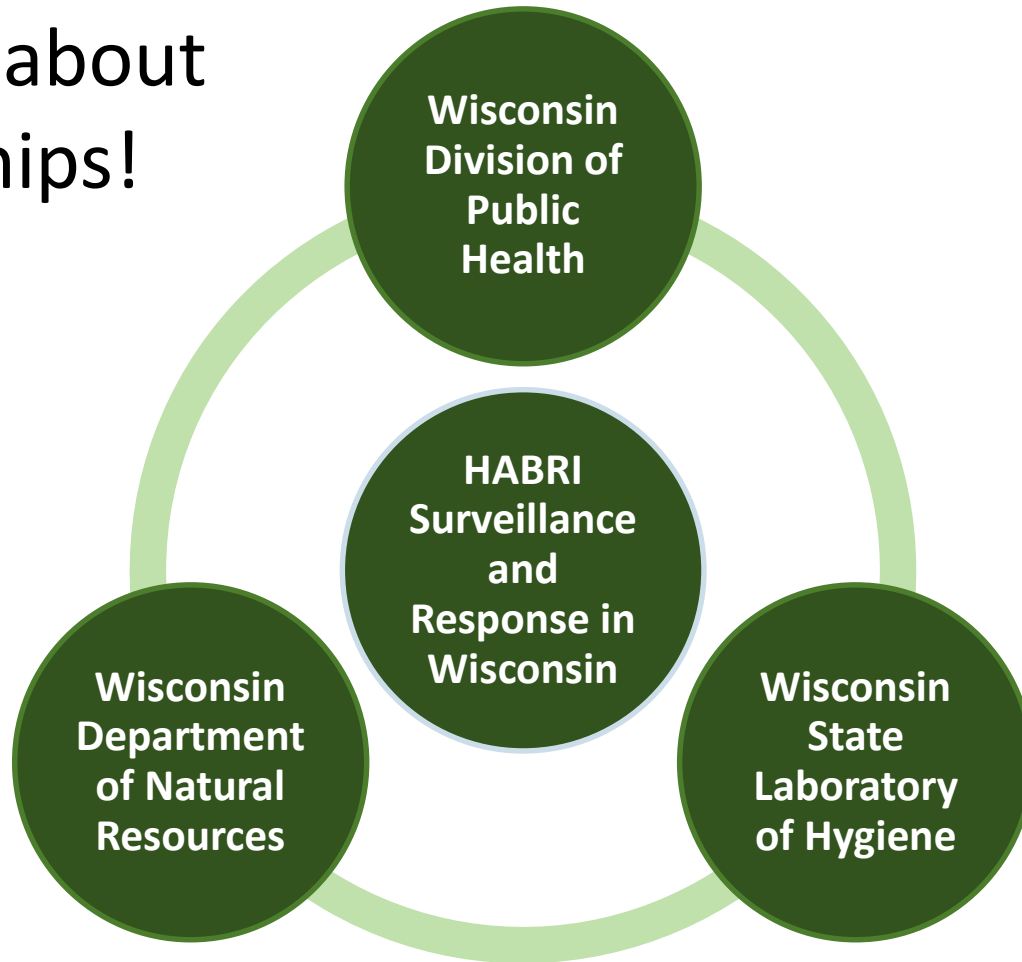 about
hips!
Wisconsin
Division of
Public
Health
HABRI
Surveillance
and
Response in
Wisconsin
Wisconsin
Department
of Natural
Resources
Wisconsin
State
Laboratory
of Hygiene